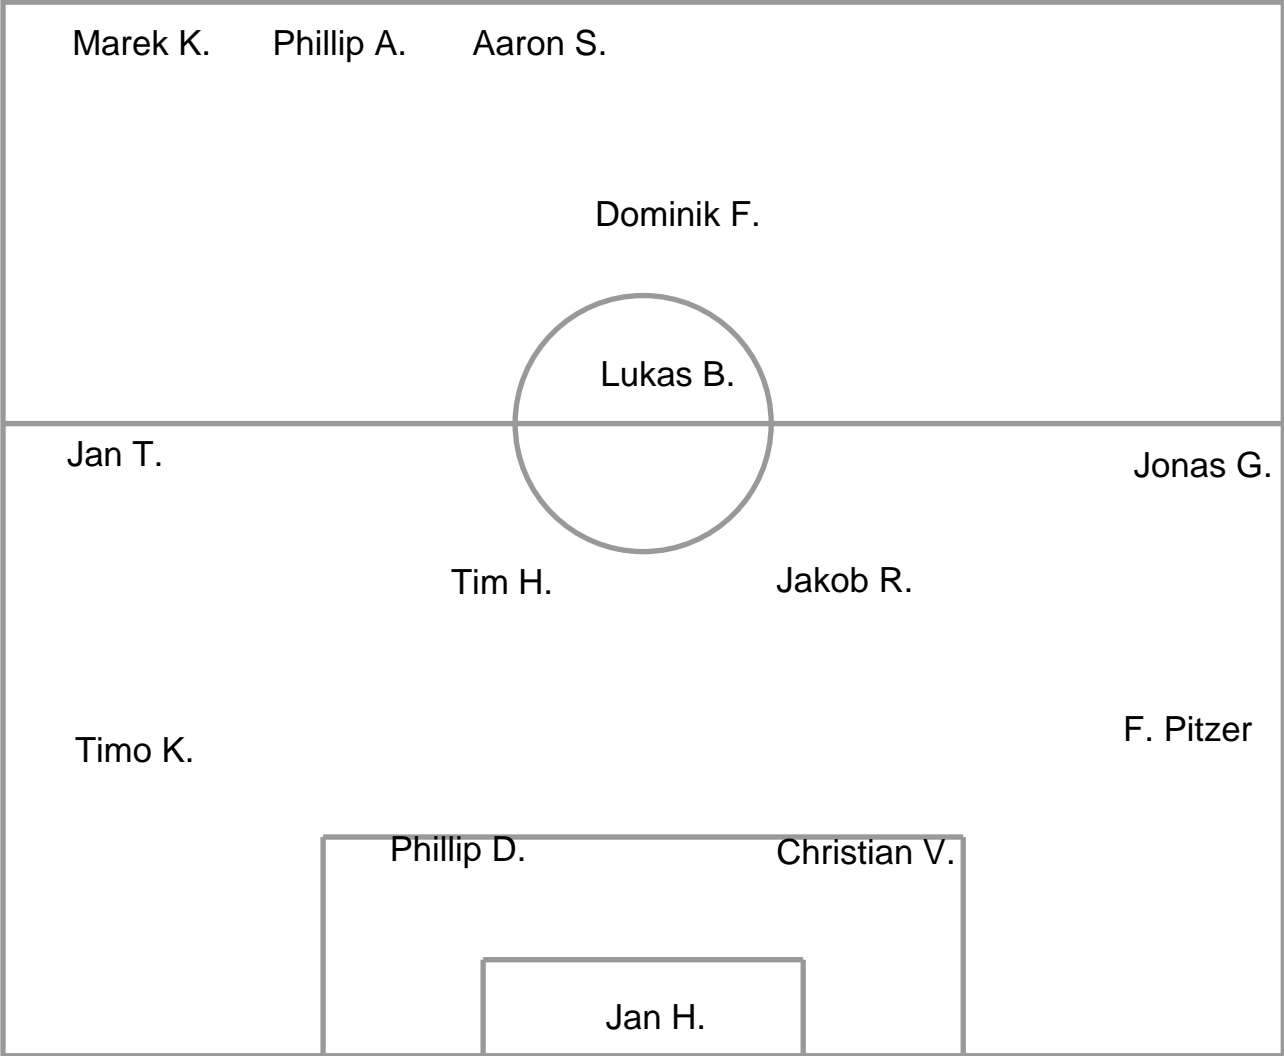 Marek K. Phillip A. Aaron S.
Dominik F.
Lukas B.
Jan T.
Jonas G.
Tim H. Jakob R.
F. Pitzer
Timo K.
Phillip D. Christian V.
Jan H.